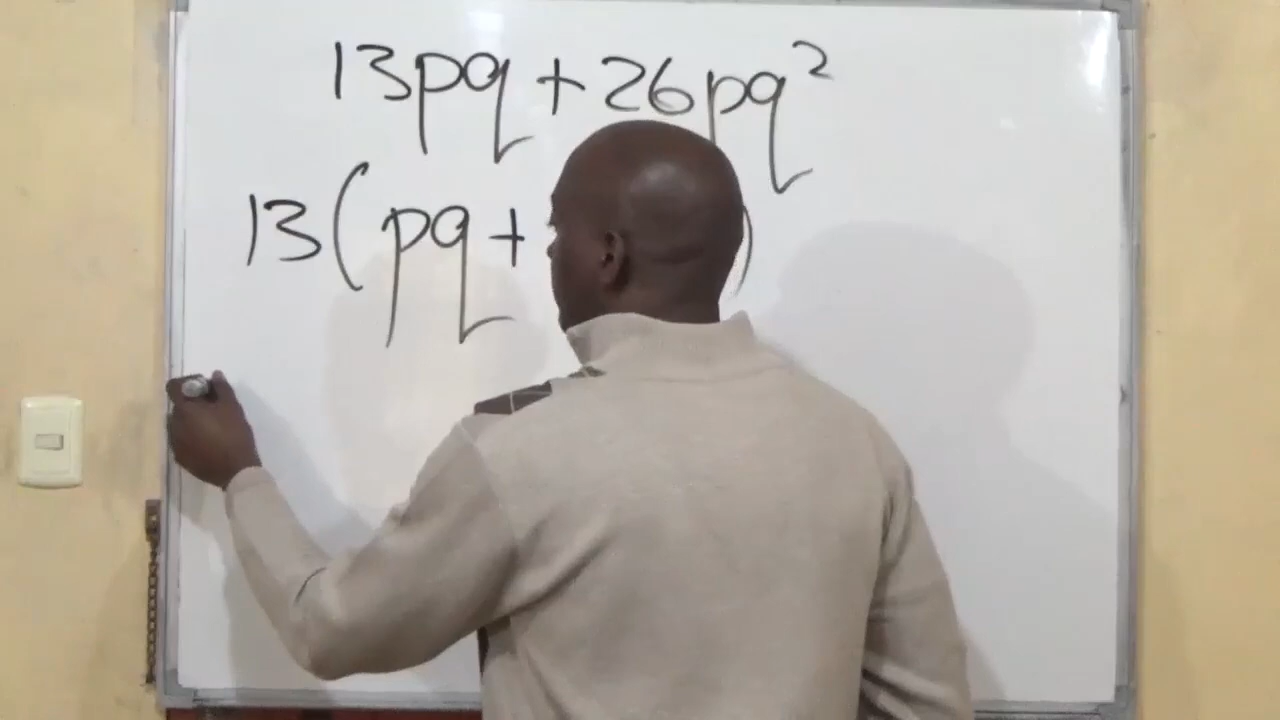 13pq + 26pq²
13(pq + )